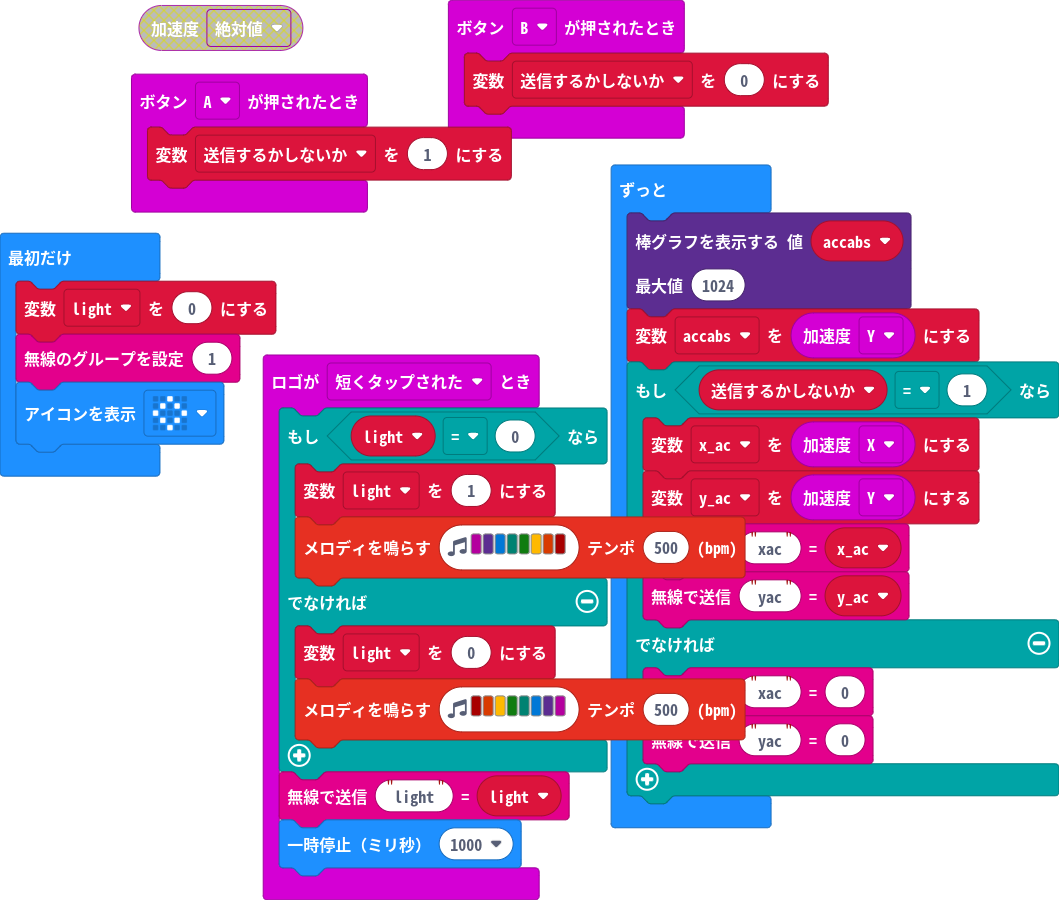 加速度 絶対値
ボタン B が押されたとき
変数 送信するかしないか を 0 にする
ボタン A が押されたとき
変数 送信するかしないか を 1 にする
最初だけ
変数 light を 0 にする
無線のグループを設定 1
アイコンを表示
ロゴが 短くタップされた とき
もし light = 0 なら
変数 light を 1 にする
メロディを鳴らす テンポ 500 (bpm)
でなければ
変数 light を 0 にする
メロディを鳴らす テンポ 500 (bpm)
無線で送信 "light" = light
一時停止（ミリ秒） 1000
ずっと
棒グラフを表示する 値 accabs
最大値 1024
変数 accabs を 加速度 Y にする
もし 送信するかしないか = 1 なら
変数 x_ac を 加速度 X にする
変数 y_ac を 加速度 Y にする
"xac" = x_ac
無線で送信 "yac" = y_ac
でなければ
"xac" = 0
無線で送信 "yac" = 0